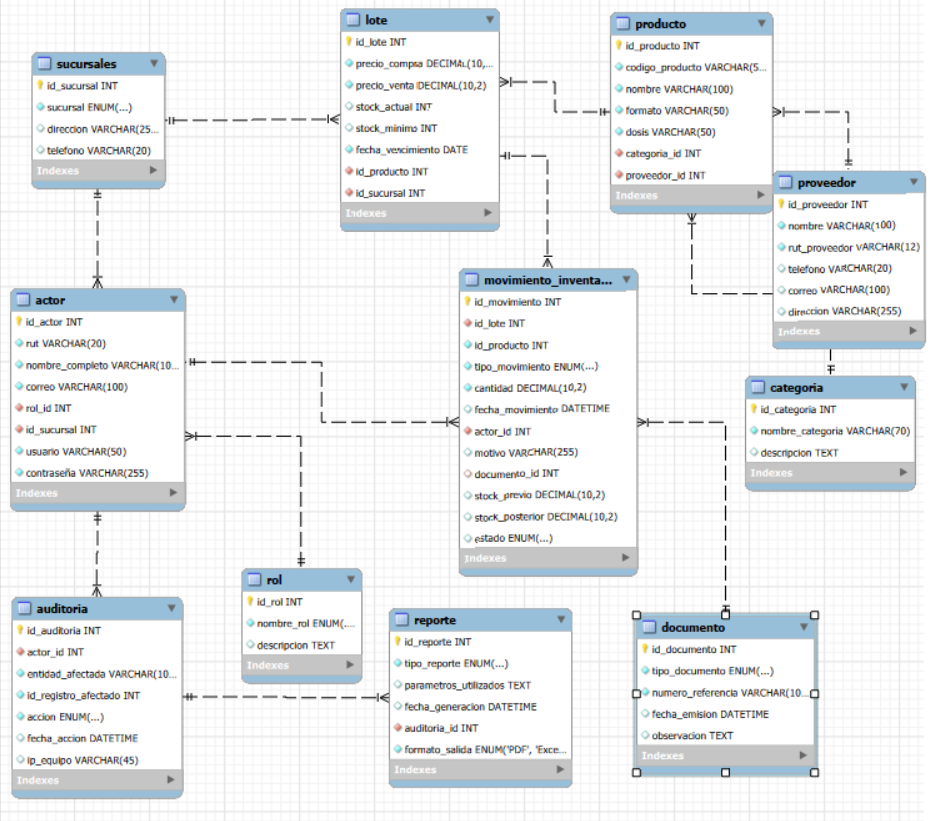 sucursales
id_sucursal INT
sucursal ENUM(...)
direccion VARCHAR(25...
telefono VARCHAR(20)
Indexes
lote
id_lote INT
precio_compra DECIMAL(10,...
precio_venta DECIMAL(10,2)
stock_actual INT
stock_minimo INT
fecha_vencimiento DATE
id_producto INT
id_sucursal INT
Indexes
producto
id_producto INT
codigo_producto VARCHAR(5...
nombre VARCHAR(100)
formato VARCHAR(50)
dosis VARCHAR(50)
categoria_id INT
proveedor_id INT
Indexes
proveedor
id_proveedor INT
nombre VARCHAR(100)
rut_proveedor VARCHAR(12)
telefono VARCHAR(20)
correo VARCHAR(100)
direccion VARCHAR(255)
Indexes
actor
id_actor INT
rut VARCHAR(20)
nombre_completo VARCHAR(10...
correo VARCHAR(100)
rol_id INT
id_sucursal INT
usuario VARCHAR(50)
contraseña VARCHAR(255)
Indexes
movimiento_inventa...
id_movimiento INT
id_lote INT
id_producto INT
tipo_movimiento ENUM(...)
cantidad DECIMAL(10,2)
fecha_movimiento DATETIME
actor_id INT
motivo VARCHAR(255)
documento_id INT
stock_previo DECIMAL(10,2)
stock_posterior DECIMAL(10,2)
estado ENUM(...)
Indexes
categoria
id_categoria INT
nombre_categoria VARCHAR(70)
descripcion TEXT
Indexes
auditoria
id_auditoria INT
actor_id INT
entidad_afectada VARCHAR(10...
id_registro_afectado INT
accion ENUM(...)
fecha_accion DATETIME
ip_equipo VARCHAR(45)
Indexes
rol
id_rol INT
nombre_rol ENUM(....
descripcion TEXT
Indexes
reporte
id_reporte INT
tipo_reporte ENUM(...)
parametros_utilizados TEXT
fecha_generacion DATETIME
auditoria_id INT
formato_salida ENUM('PDF', 'Exce...
Indexes
documento
id_documento INT
tipo_documento ENUM(...)
numero_referencia VARCHAR(10...
fecha_emision DATETIME
observacion TEXT
Indexes